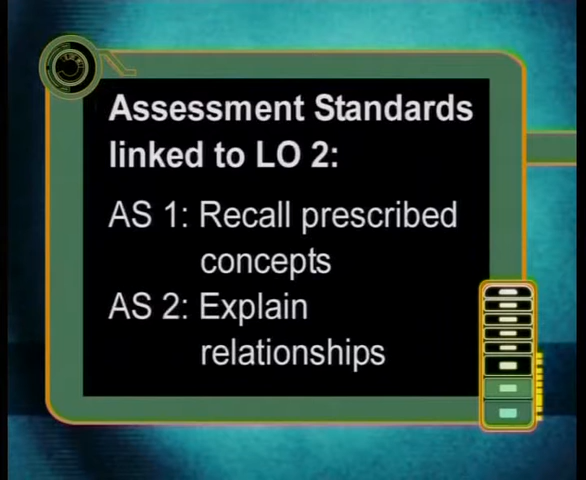 Assessment Standards
linked to LO 2:
AS 1: Recall prescribed
concepts
AS 2: Explain
relationships